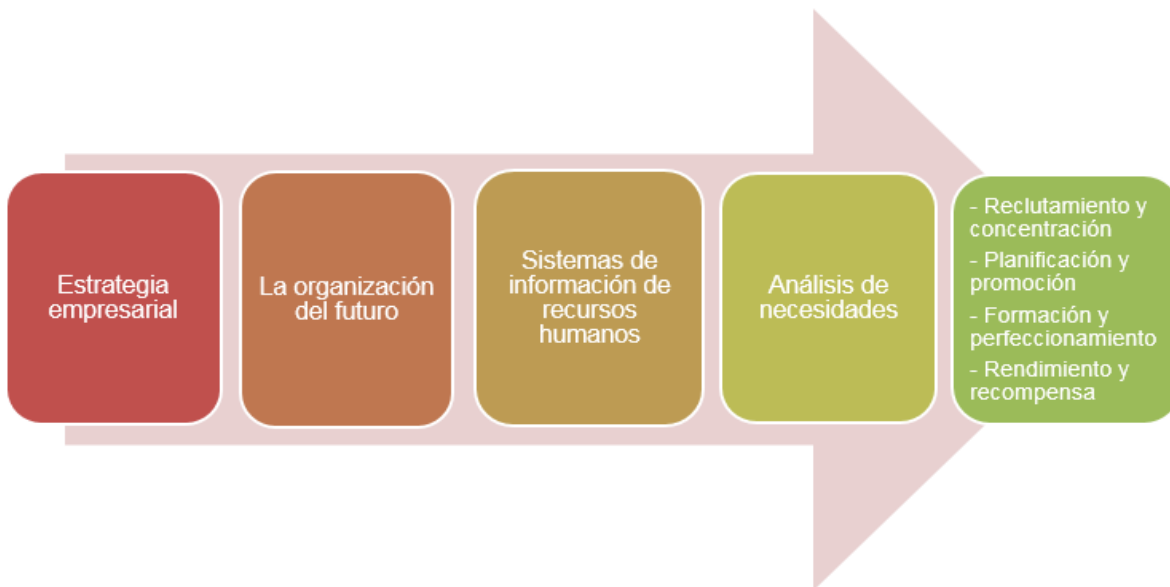 Estrategia
empresarial
La organización
del futuro
Sistemas de
información de
recursos
humanos
Análisis de
necesidades
- Reclutamiento y
concentración
- Planificación y
promoción
- Formación y
perfeccionamiento
- Rendimiento y
recompensa